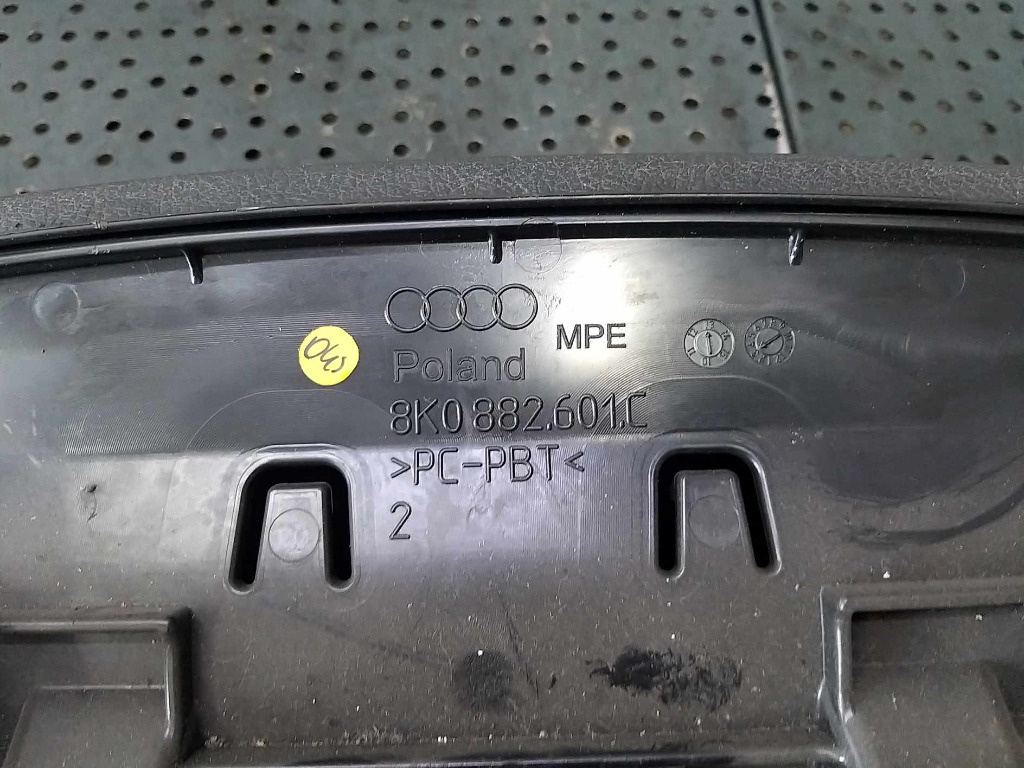 MPE
Poland
8K0 882.601.C
>PC-PBT<
2